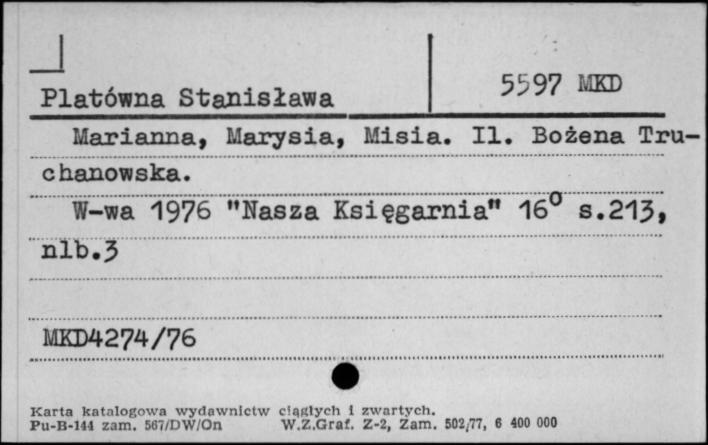 5597 MKD
Platówna Stanisława
Marianna, Marysia, Misia. Il. Bożena Tru-
chanowska.
W-wa 1976 "Nasza Księgarnia" 16° s.213,
nlb.3
MKD4274/76
Karta katalogowa wydawnictw ciągłych i zwartych.
Pu-B-144 zam. 567/DW/On W.Z.Graf. Z-2, Zam. 502/77, 6 400 000